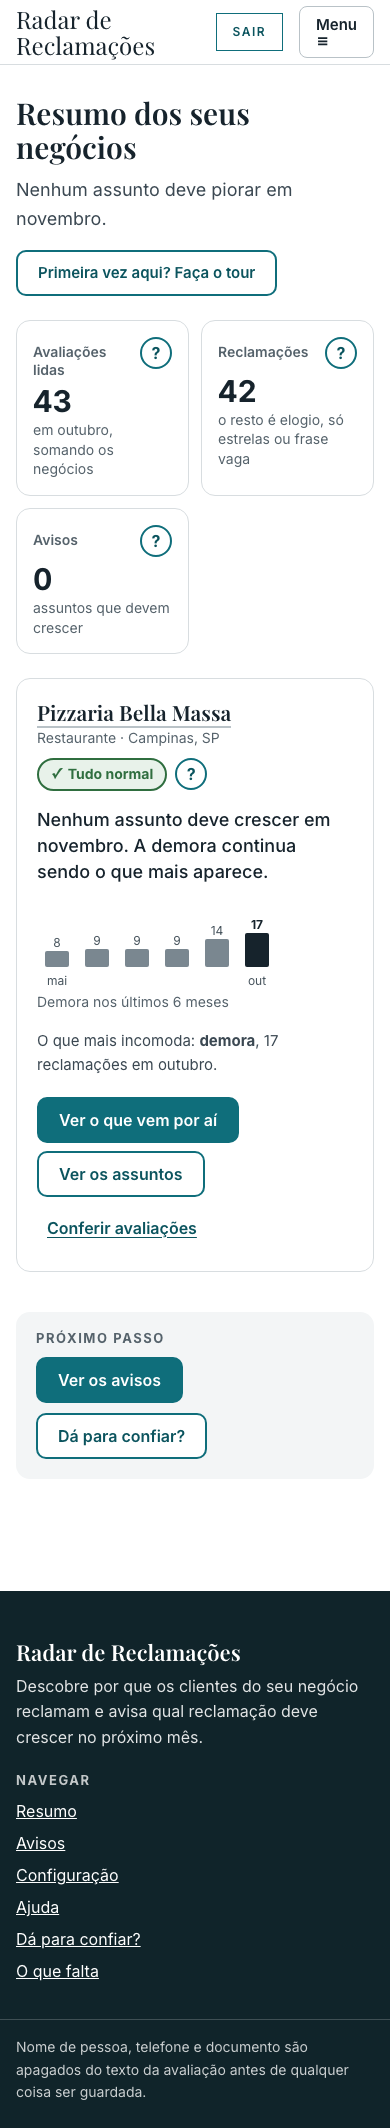 Radar de
Reclamações
SAIR
Menu
≡
Resumo dos seus
negócios
Nenhum assunto deve piorar em
novembro.
Primeira vez aqui? Faça o tour
Avaliações
lidas
?
43
em outubro,
somando os
negócios
Reclamações
?
42
o resto é elogio, só
estrelas ou frase
vaga
Avisos
?
0
assuntos que devem
crescer
Pizzaria Bella Massa
Restaurante · Campinas, SP
✓ Tudo normal
?
Nenhum assunto deve crescer em
novembro. A demora continua
sendo o que mais aparece.
8 9 9 9 14 17
mai out
Demora nos últimos 6 meses
O que mais incomoda: demora, 17
reclamações em outubro.
Ver o que vem por aí
Ver os assuntos
Conferir avaliações
PRÓXIMO PASSO
Ver os avisos
Dá para confiar?
Radar de Reclamações
Descobre por que os clientes do seu negócio
reclamam e avisa qual reclamação deve
crescer no próximo mês.
NAVEGAR
Resumo
Avisos
Configuração
Ajuda
Dá para confiar?
O que falta
Nome de pessoa, telefone e documento são
apagados do texto da avaliação antes de qualquer
coisa ser guardada.